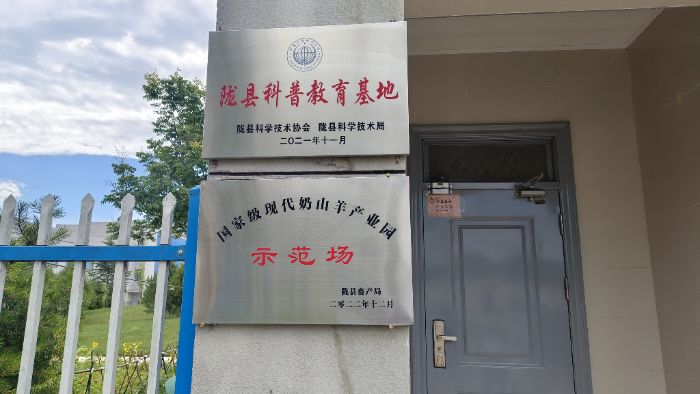 陇县科普教育基地
陇县科学技术协会 陇县科学技术局
二〇二一年十一月
国家级现代奶山羊产业园
示范场
陇县畜产局
二零二二年十二月